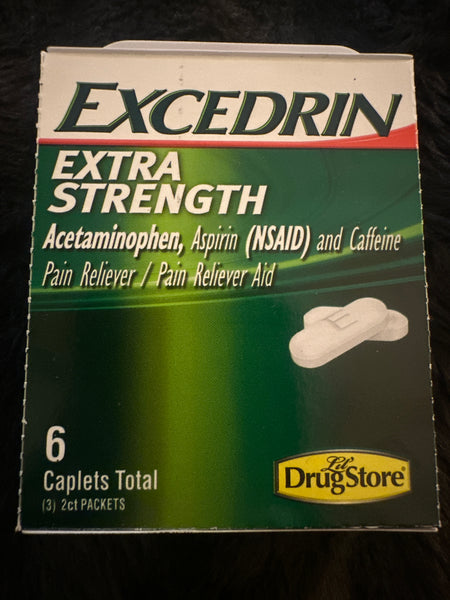 EXCEDRIN
EXTRA
STRENGTH
Acetaminophen, Aspirin (NSAID) and Caffeine
Pain Reliever / Pain Reliever Aid
E
6
Caplets Total
(3) 2ct PACKETS
Lil'
DrugStore®